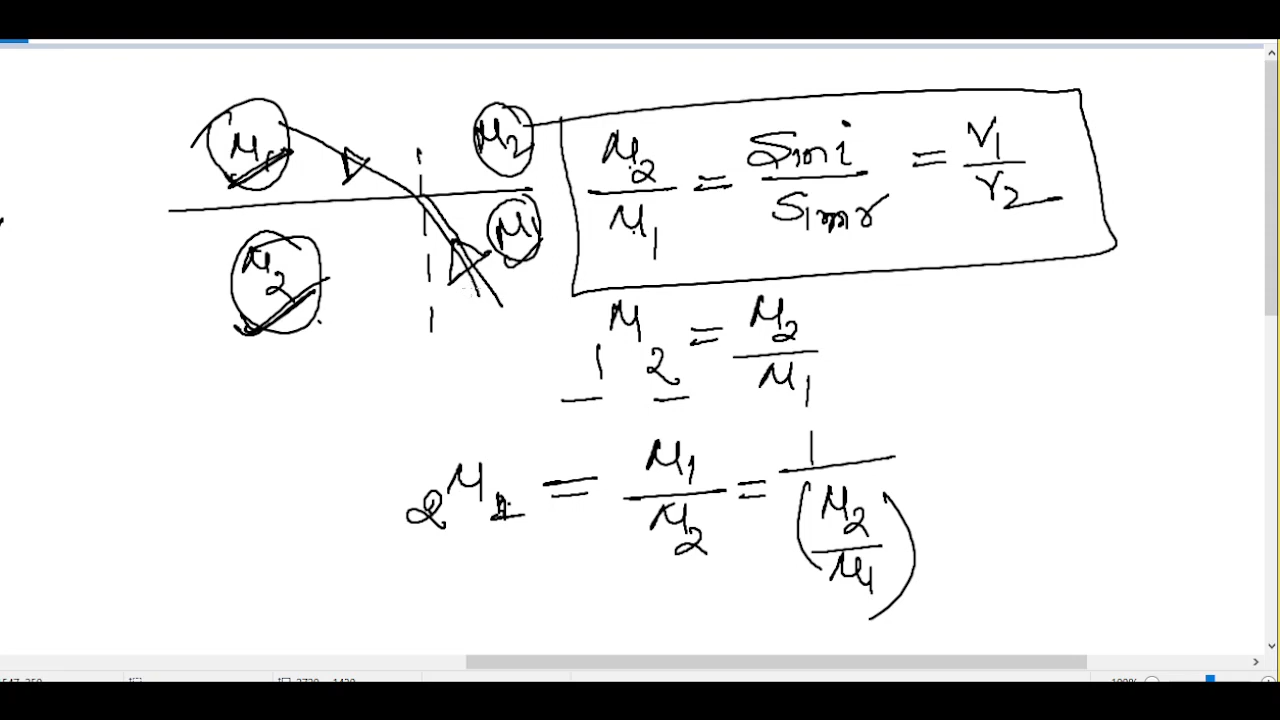 μ1 μ2
μ2 μ1
μ2/μ1 = Sin i/Sin r = V1/V2
1μ2 = μ2/μ1
2μ1 = μ1/μ2 = 1/(μ2/μ1)
100%